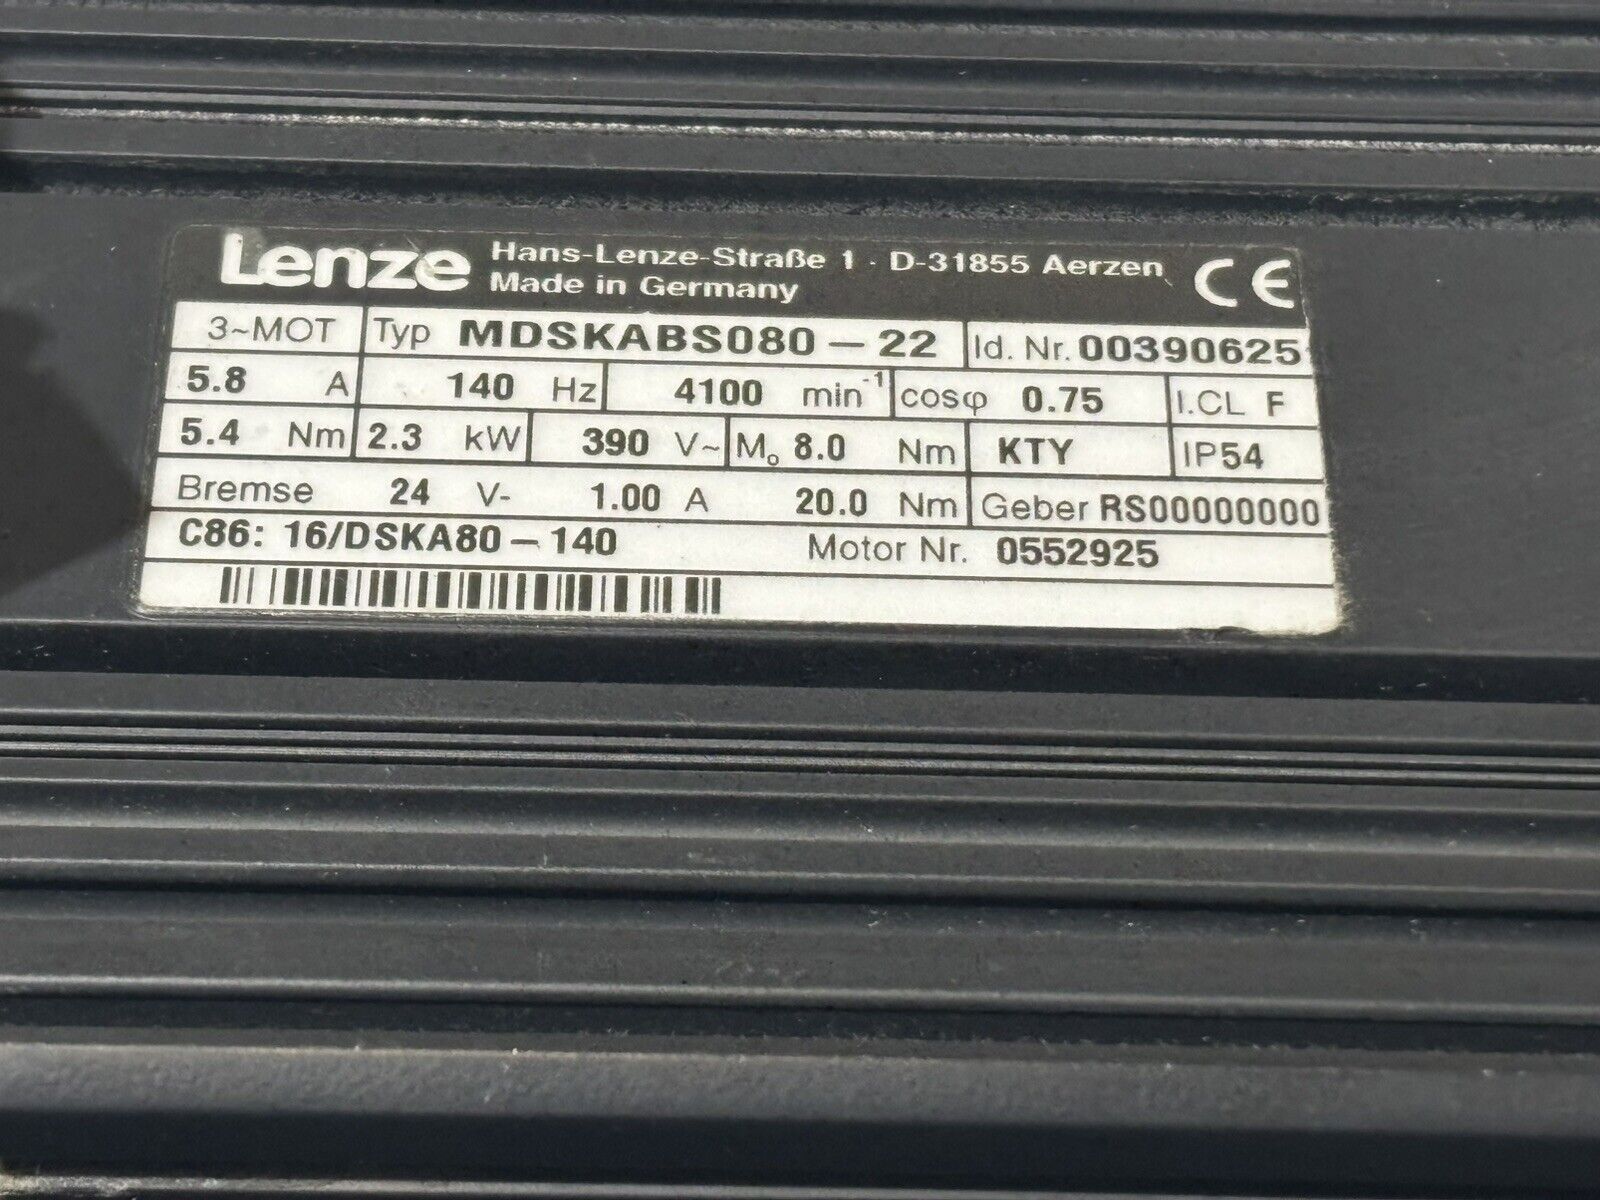 Lenze Hans-Lenze-Straße 1 · D-31855 Aerzen CE
Made in Germany
3~MOT Typ MDSKABS080-22 Id. Nr. 00390625
5.8 A 140 Hz 4100 min-1 cosφ 0.75 I.CL F
5.4 Nm 2.3 kW 390 V~ Mo 8.0 Nm KTY IP54
Bremse 24 V- 1.00 A 20.0 Nm Geber RS00000000
C86: 16/DSKA80-140 Motor Nr. 0552925